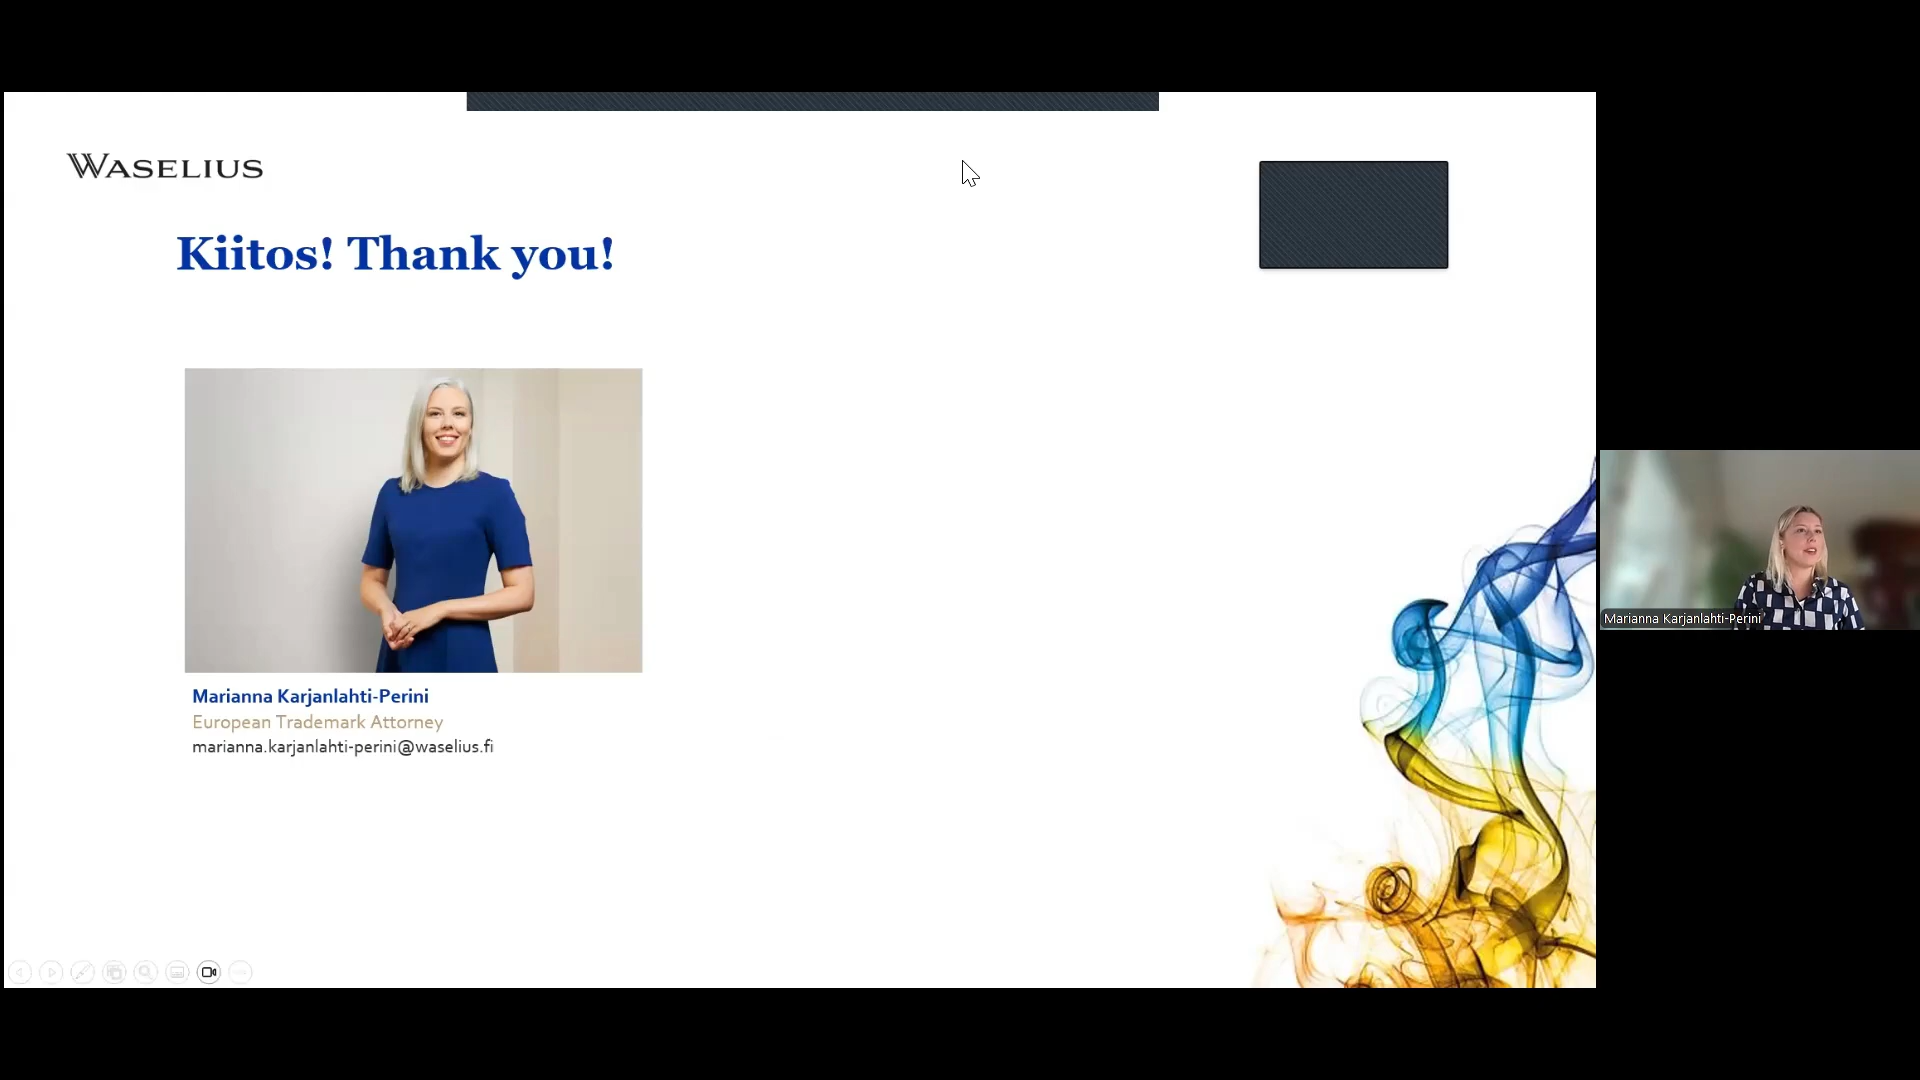 WASELIUS
Kiitos! Thank you!
Marianna Karjanlahti-Perini
European Trademark Attorney
marianna.karjanlahti-perini@waselius.fi
Marianna Karjanlahti-Perini